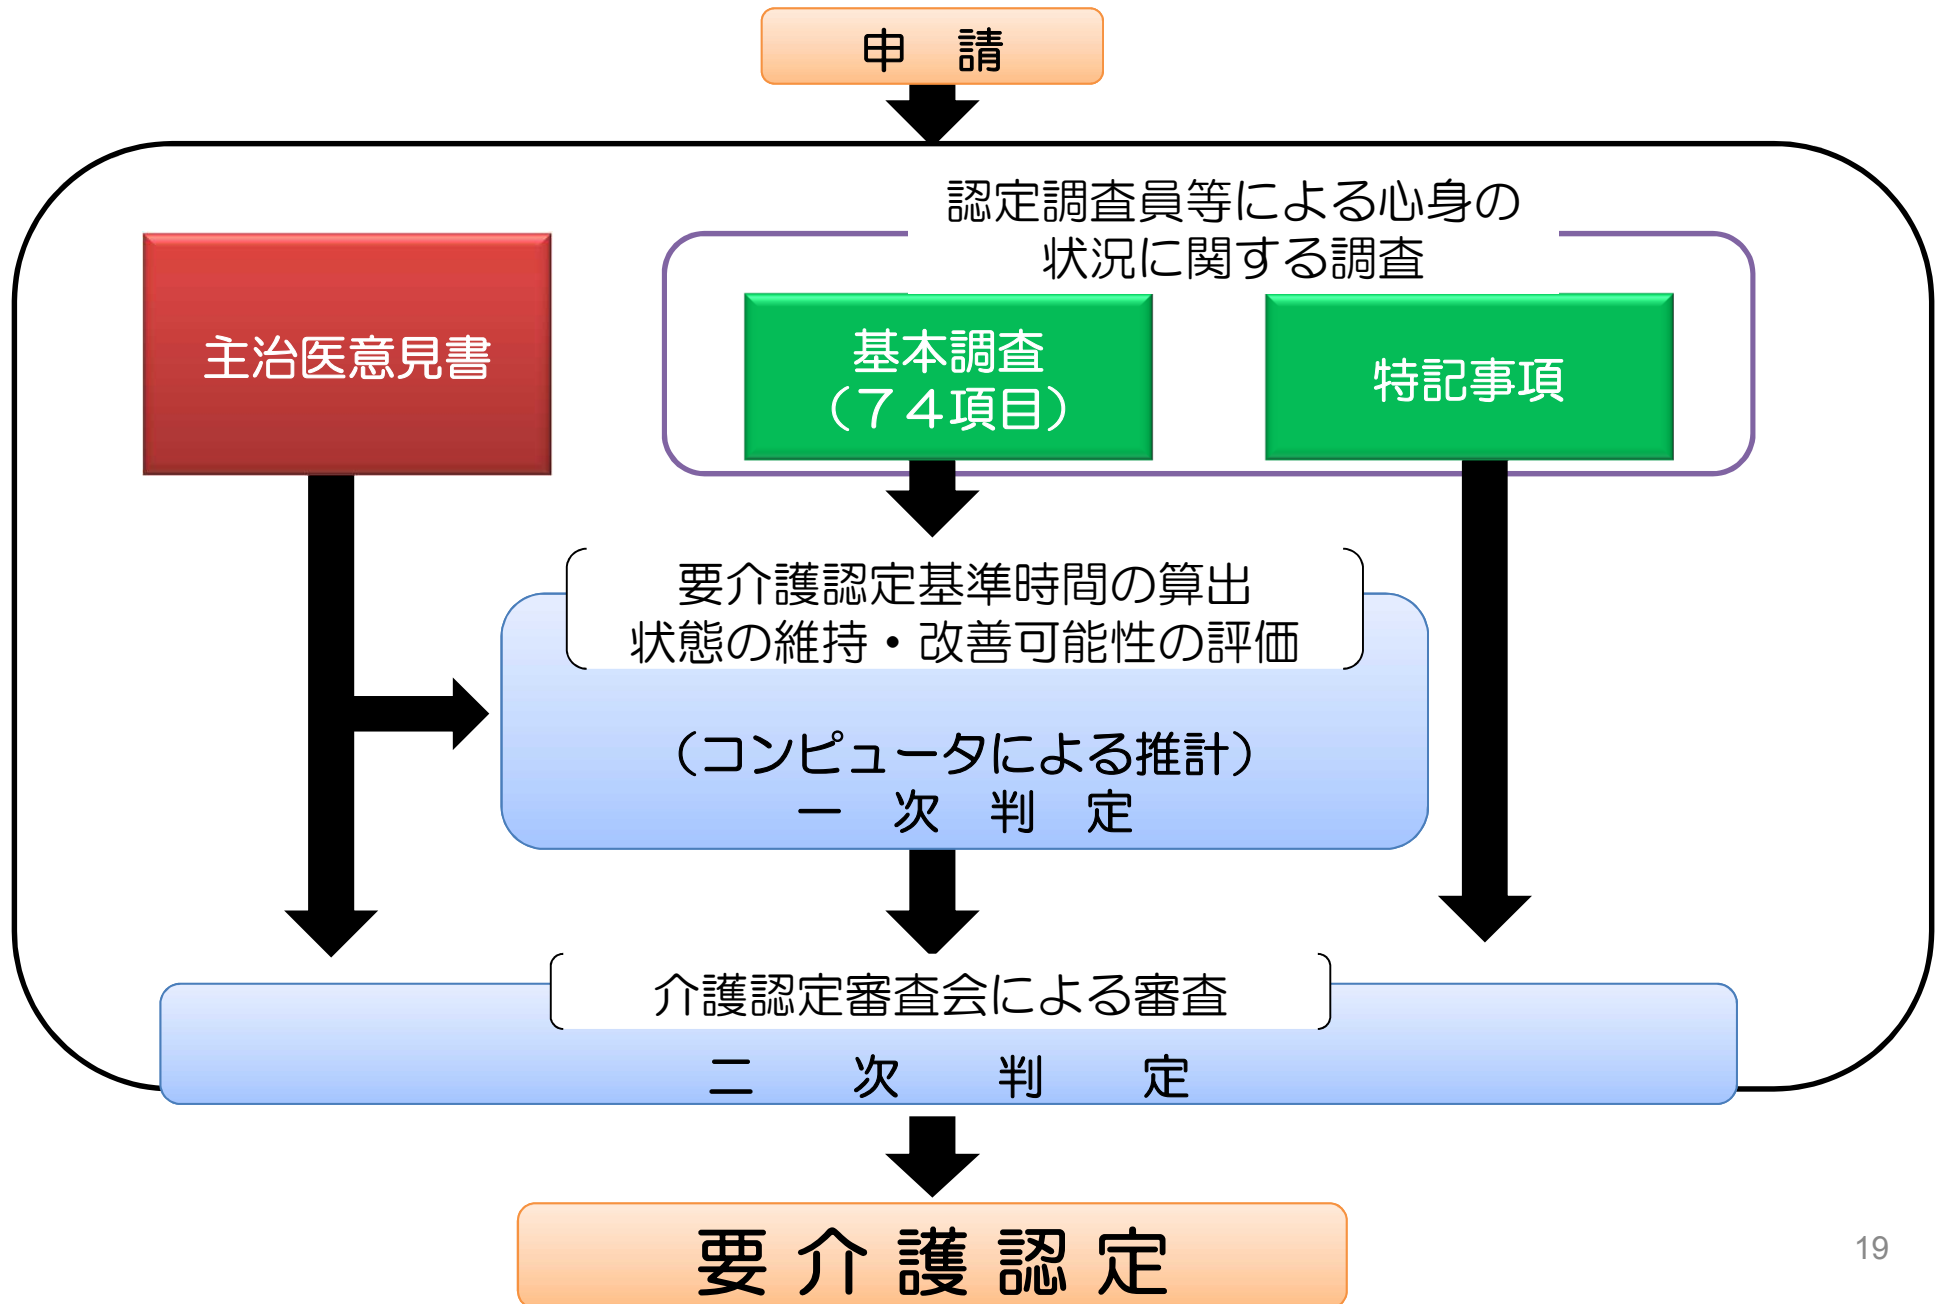 申　請
認定調査員等による心身の
状況に関する調査
主治医意見書
基本調査
（７４項目）
特記事項
要介護認定基準時間の算出
状態の維持・改善可能性の評価
（コンピュータによる推計）
一　次　判　定
介護認定審査会による審査
二　　次　　判　　定
要介護認定
19